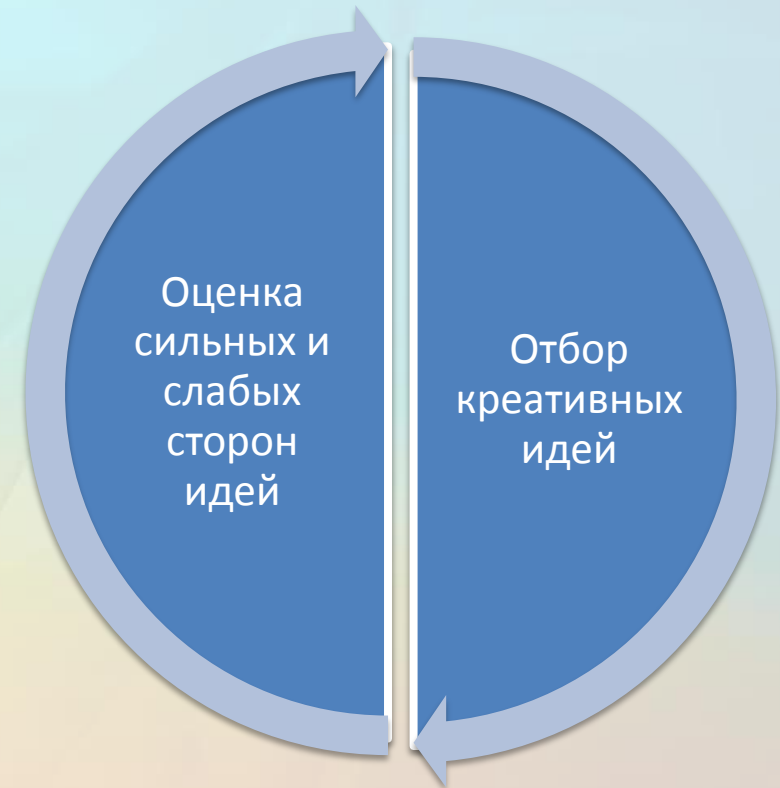 Оценка
сильных и
слабых
сторон
идей
Отбор
креативных
идей